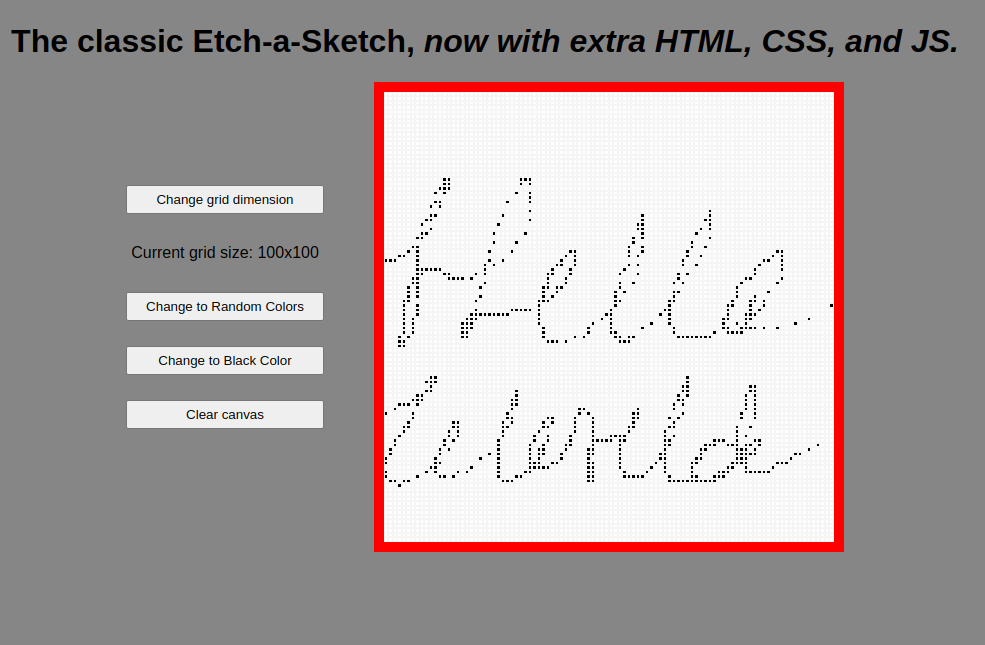 The classic Etch-a-Sketch, now with extra HTML, CSS, and JS.
Change grid dimension
Current grid size: 100x100
Change to Random Colors
Change to Black Color
Clear canvas
Hello